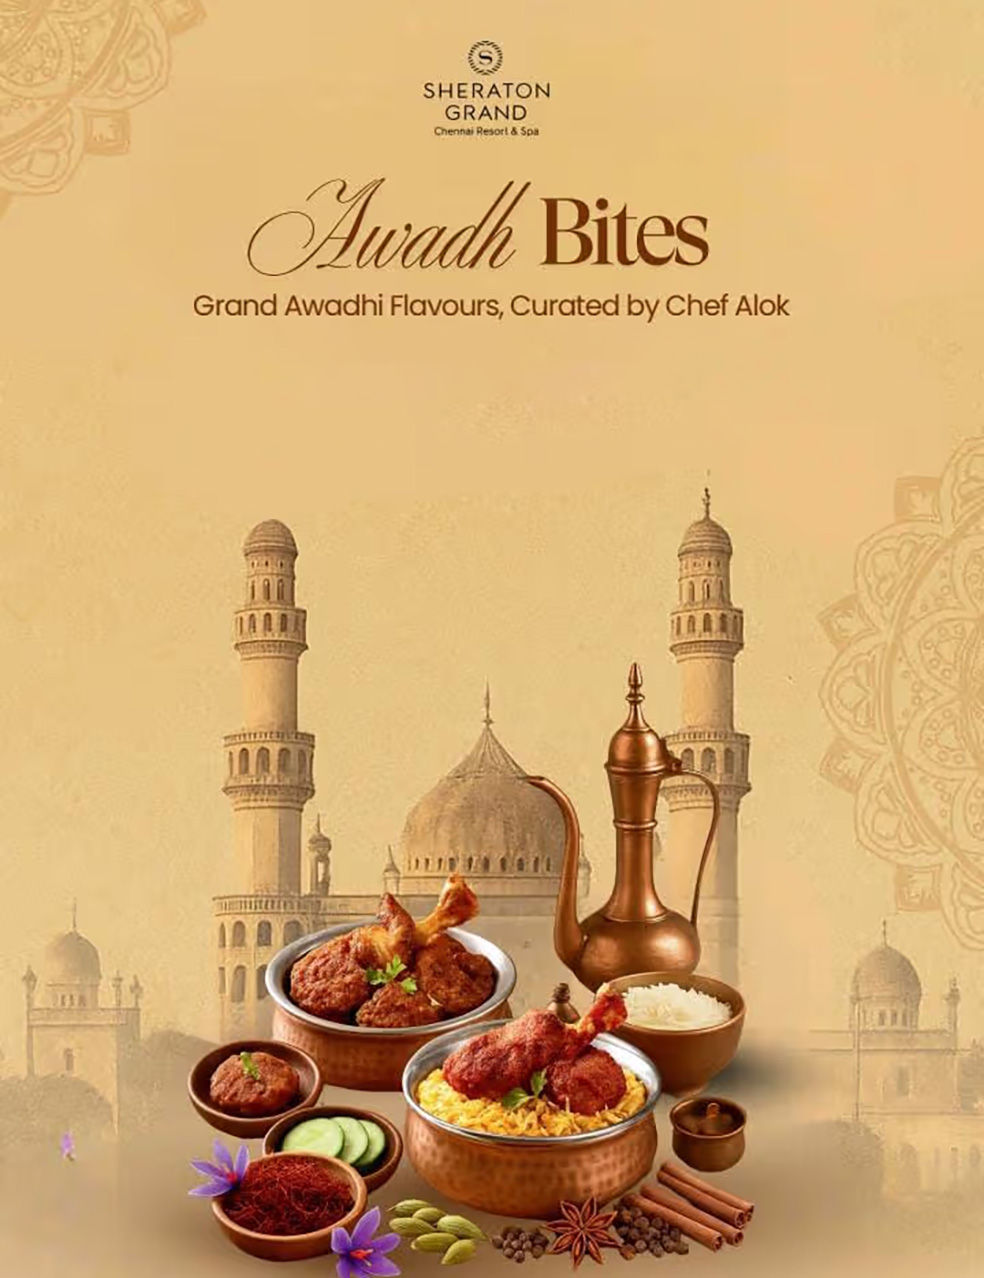 S
SHERATON
GRAND
Chennai Resort & Spa
Awadh Bites
Grand Awadhi Flavours, Curated by Chef Alok